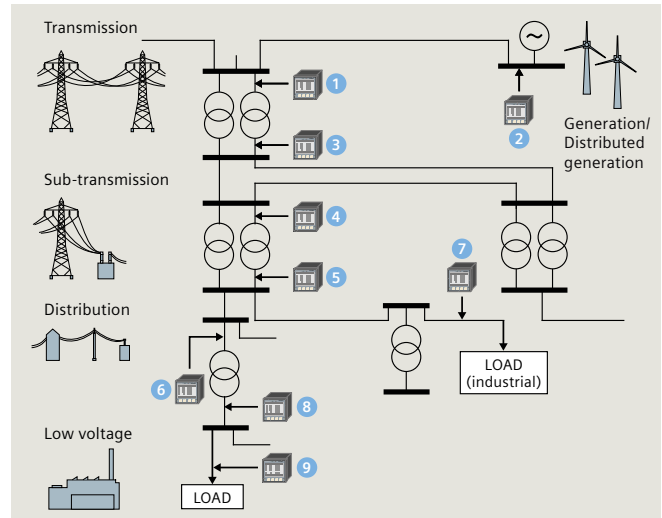 Transmission
~
1
2
Generation/
Distributed
generation
3
Sub-transmission
4
7
5
Distribution
6
LOAD
(industrial)
8
Low voltage
9
LOAD